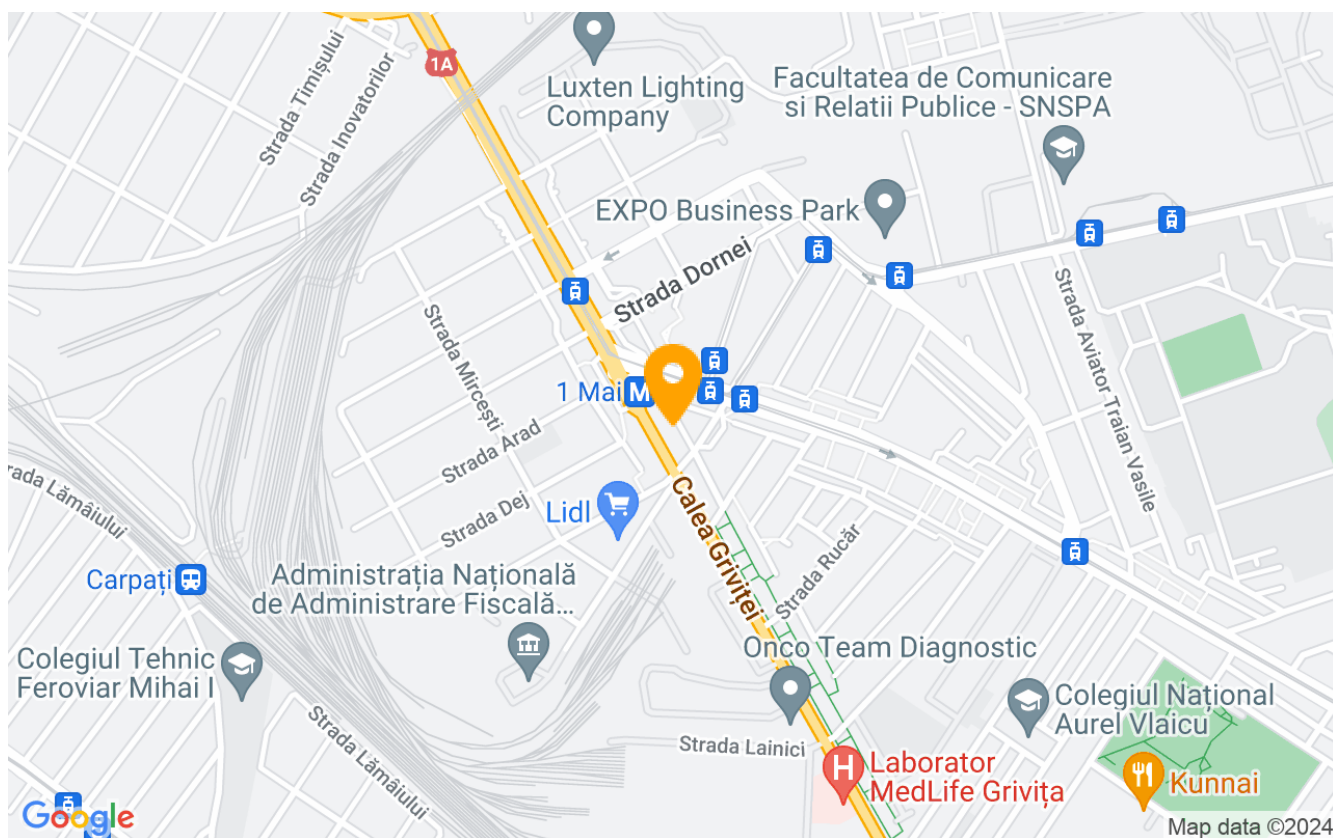 1A
Strada Timișului
Strada Inovatorilor
Luxten Lighting
Company
Facultatea de Comunicare
si Relatii Publice - SNSPA
EXPO Business Park
Strada Dornei
Strada Aviator Traian Vasile
Strada Mircești
1 Mai
M
Strada Arad
Strada Dej
Lidl
Calea Griviței
Strada Rucăr
rada Lămâiului
Carpați
Administrația Națională
de Administrare Fiscală...
Colegiul Tehnic
Feroviar Mihai I
Strada Lămâiului
Onco Team Diagnostic
Colegiul Național
Aurel Vlaicu
Strada Lainici
H
Laborator
MedLife Grivița
Kunnai
Google
Map data ©2024